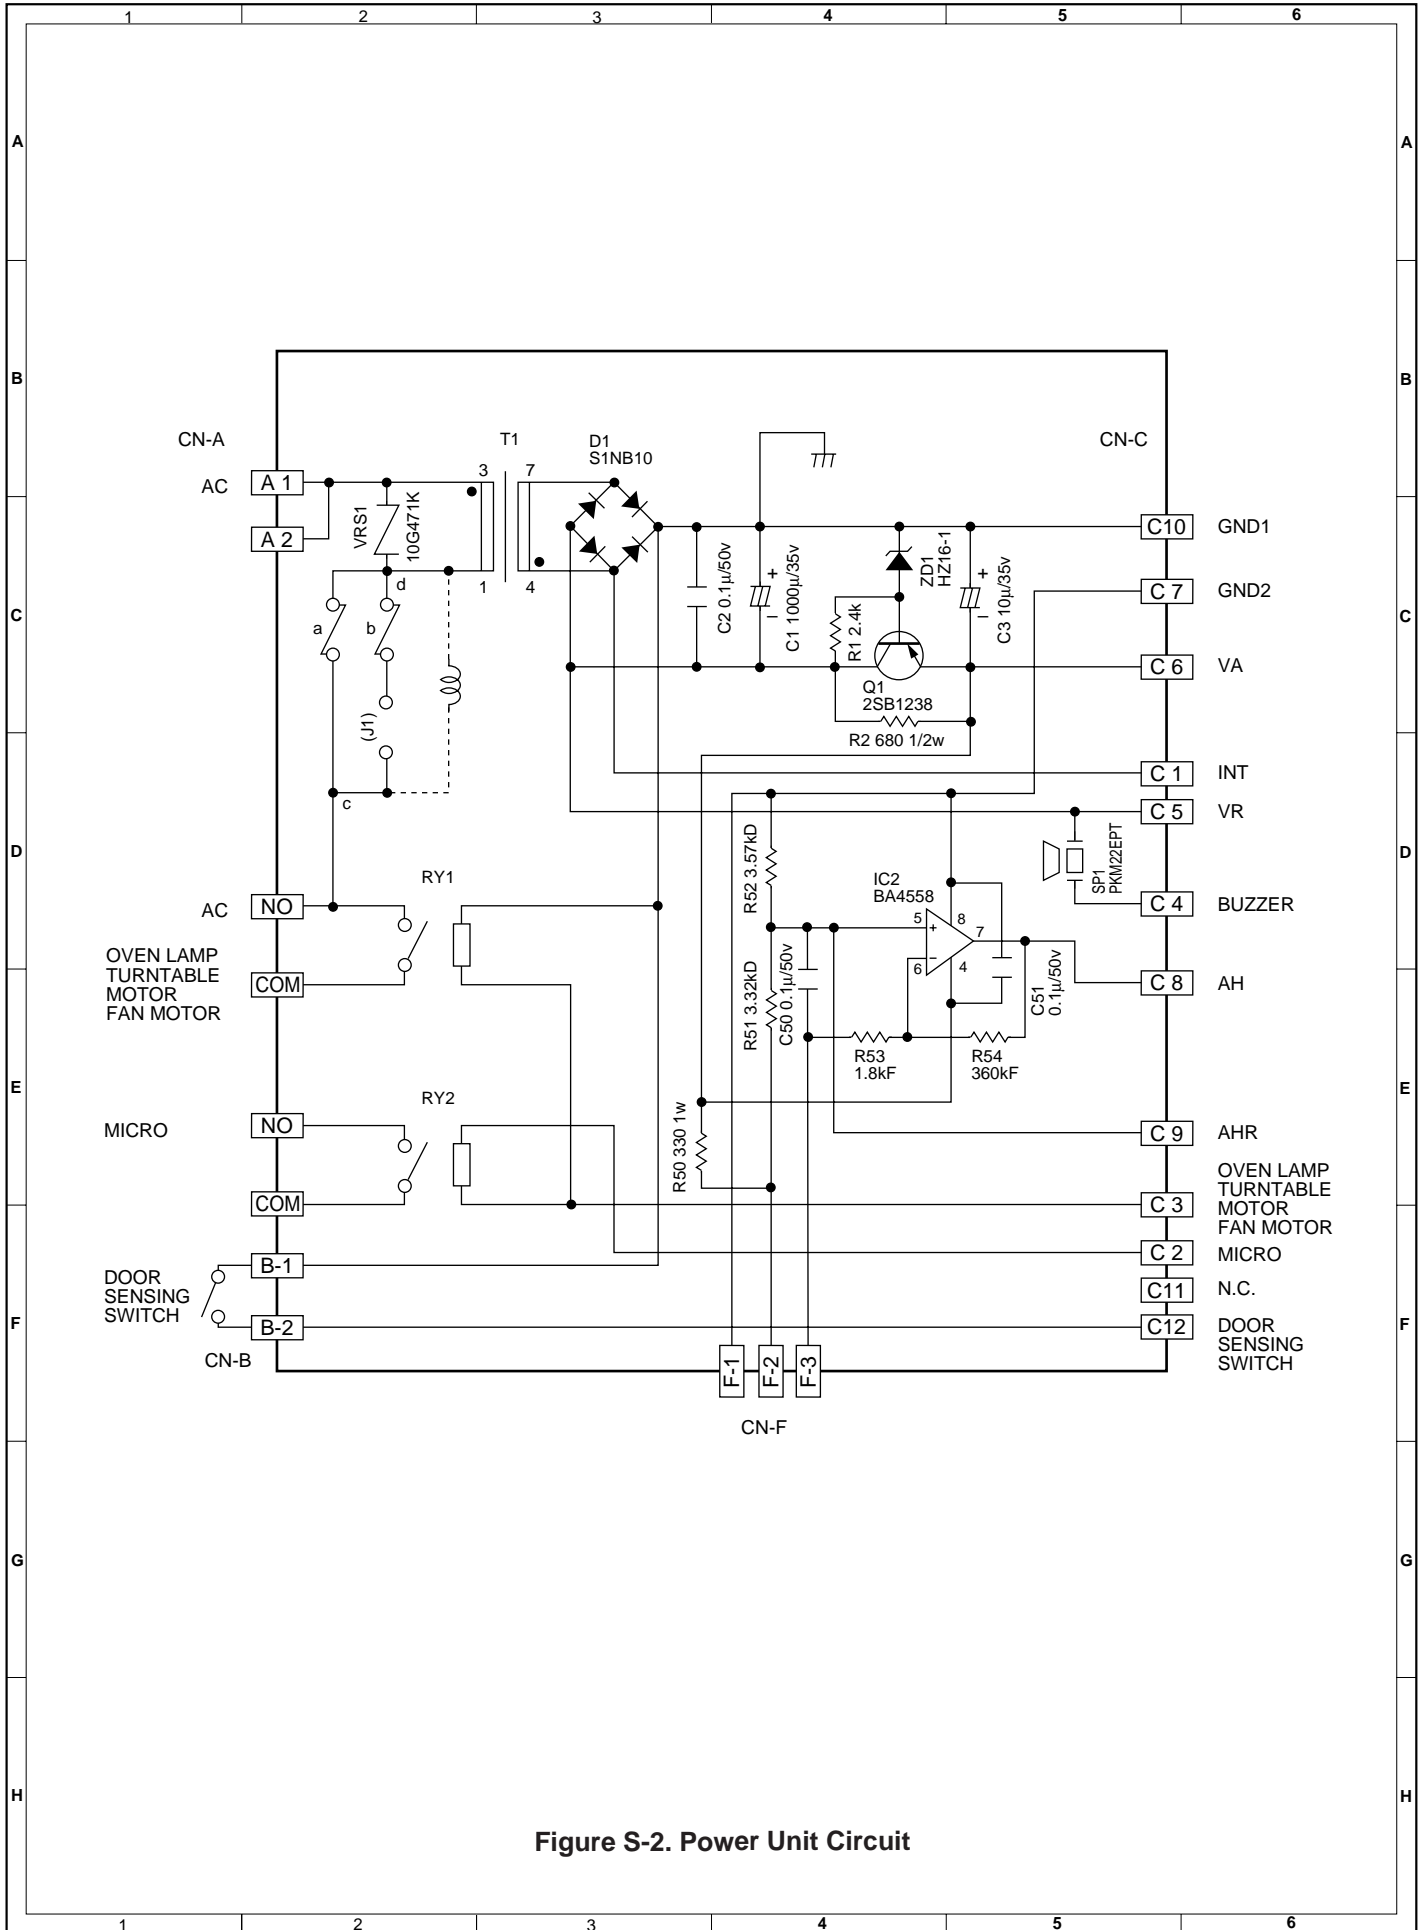 1 2 3 4 5 6
A A
B B
CN-A
T1
D1
S1NB10
CN-C
AC
A 1
3
7
A 2
VRS1
10G471K
d
1
4
a
b
(J1)
c
C2 0.1µ/50v
+
–
C1 1000µ/35v
R1 2.4k
ZD1
HZ16-1
+
–
C3 10µ/35v
Q1
2SB1238
R2 680 1/2w
C10 GND1
C 7 GND2
C 6 VA
C C
C 1 INT
C 5 VR
D D
R52 3.57kD
IC2
BA4558
SP1
PKM22EPT
C 4 BUZZER
RY1
AC
NO
5
+
8
7
–
6
4
OVEN LAMP
TURNTABLE
MOTOR
FAN MOTOR
COM
R51 3.32kD
C50 0.1µ/50v
C51
0.1µ/50v
C 8 AH
R53
1.8kF
R54
360kF
E E
RY2
MICRO
NO
COM
R50 330 1w
C 9 AHR
C 3
OVEN LAMP
TURNTABLE
MOTOR
FAN MOTOR
C 2 MICRO
C11 N.C.
B-1
DOOR
SENSING
SWITCH
B-2
CN-B
C12
DOOR
SENSING
SWITCH
F F
F-1
F-2
F-3
CN-F
G G
H H
Figure S-2. Power Unit Circuit
1 2 3 4 5 6